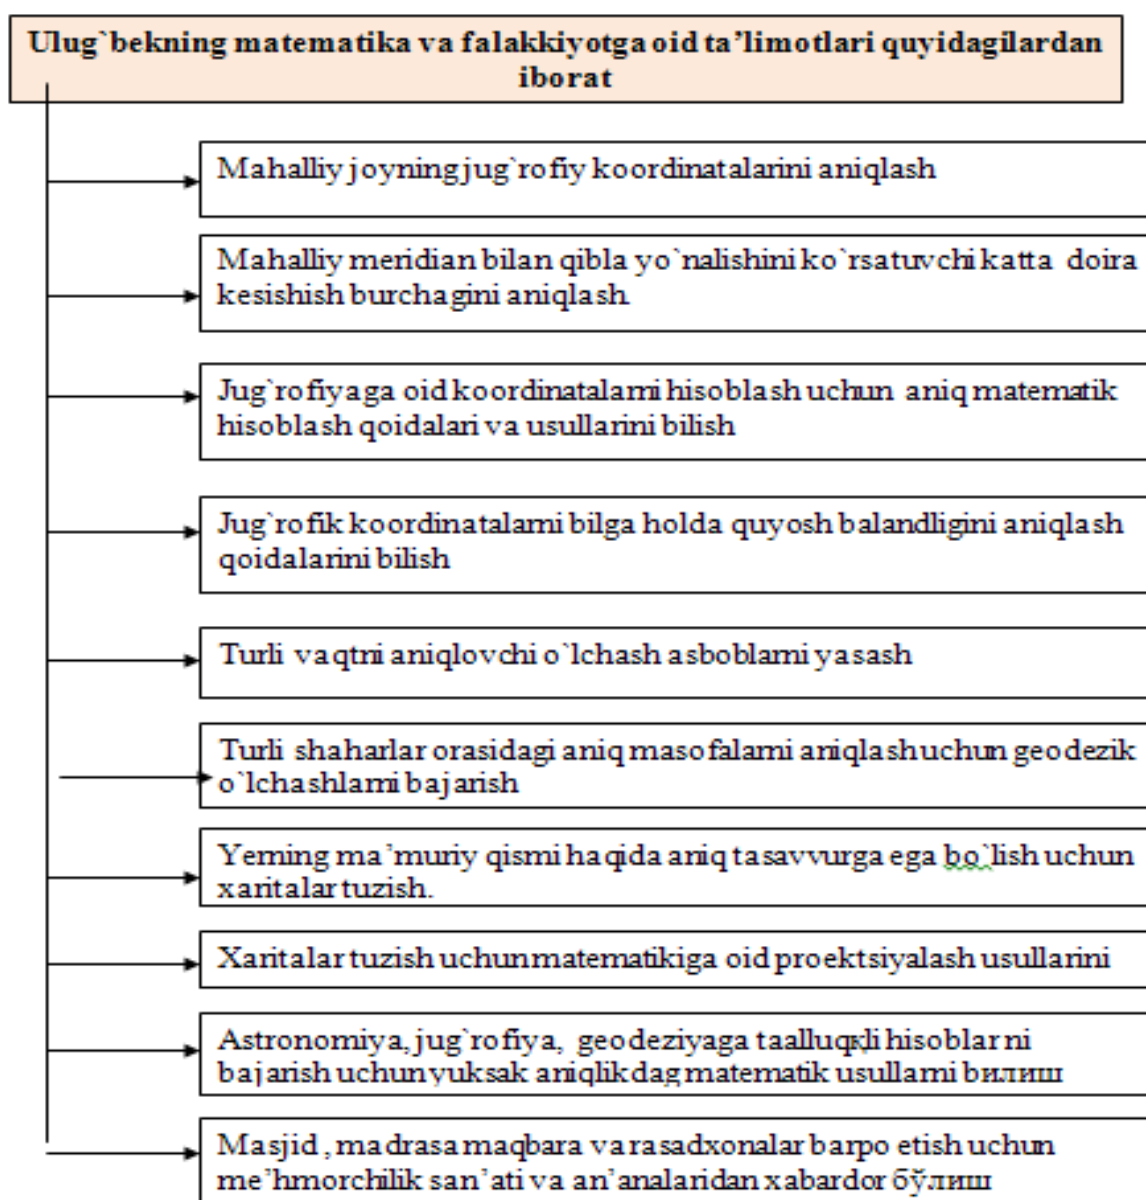 Ulug`bekning matematika va falakkiyotga oid ta’limotlari quyidagilardan
iborat
Mahalliy joyning jug`rofiy koordinatalarini aniqlash
Mahalliy meridian bilan qibla yo`nalishini ko`rsatuvchi katta doira
kesishish burchagini aniqlash.
Jug`rofiyaga oid koordinatalarni hisoblash uchun aniq matematik
hisoblash qoidalari va usullarini bilish
Jug`rofik koordinatalarni bilga holda quyosh balandligini aniqlash
qoidalarini bilish
Turli vaqtni aniqlovchi o`lchash asboblarni yasash
Turli shaharlar orasidagi aniq masofalarni aniqlash uchun geodezik
o`lchashlarni bajarish
Yerning ma’muriy qismi haqida aniq tasavvurga ega bo`lish uchun
xaritalar tuzish.
Xaritalar tuzish uchun matematikiga oid proektsiyalash usullarini
Astronomiya, jug`rofiya, geodeziyaga taalluqқli hisoblar ni
bajarish uchun yuksak aniqlikdag matematik usullarni bилиш
Masjid , madrasa maqbara va rasadxonalar barpo etish uchun
me’hmorchilik san’ati va an’analaridan xabardor бўлиш